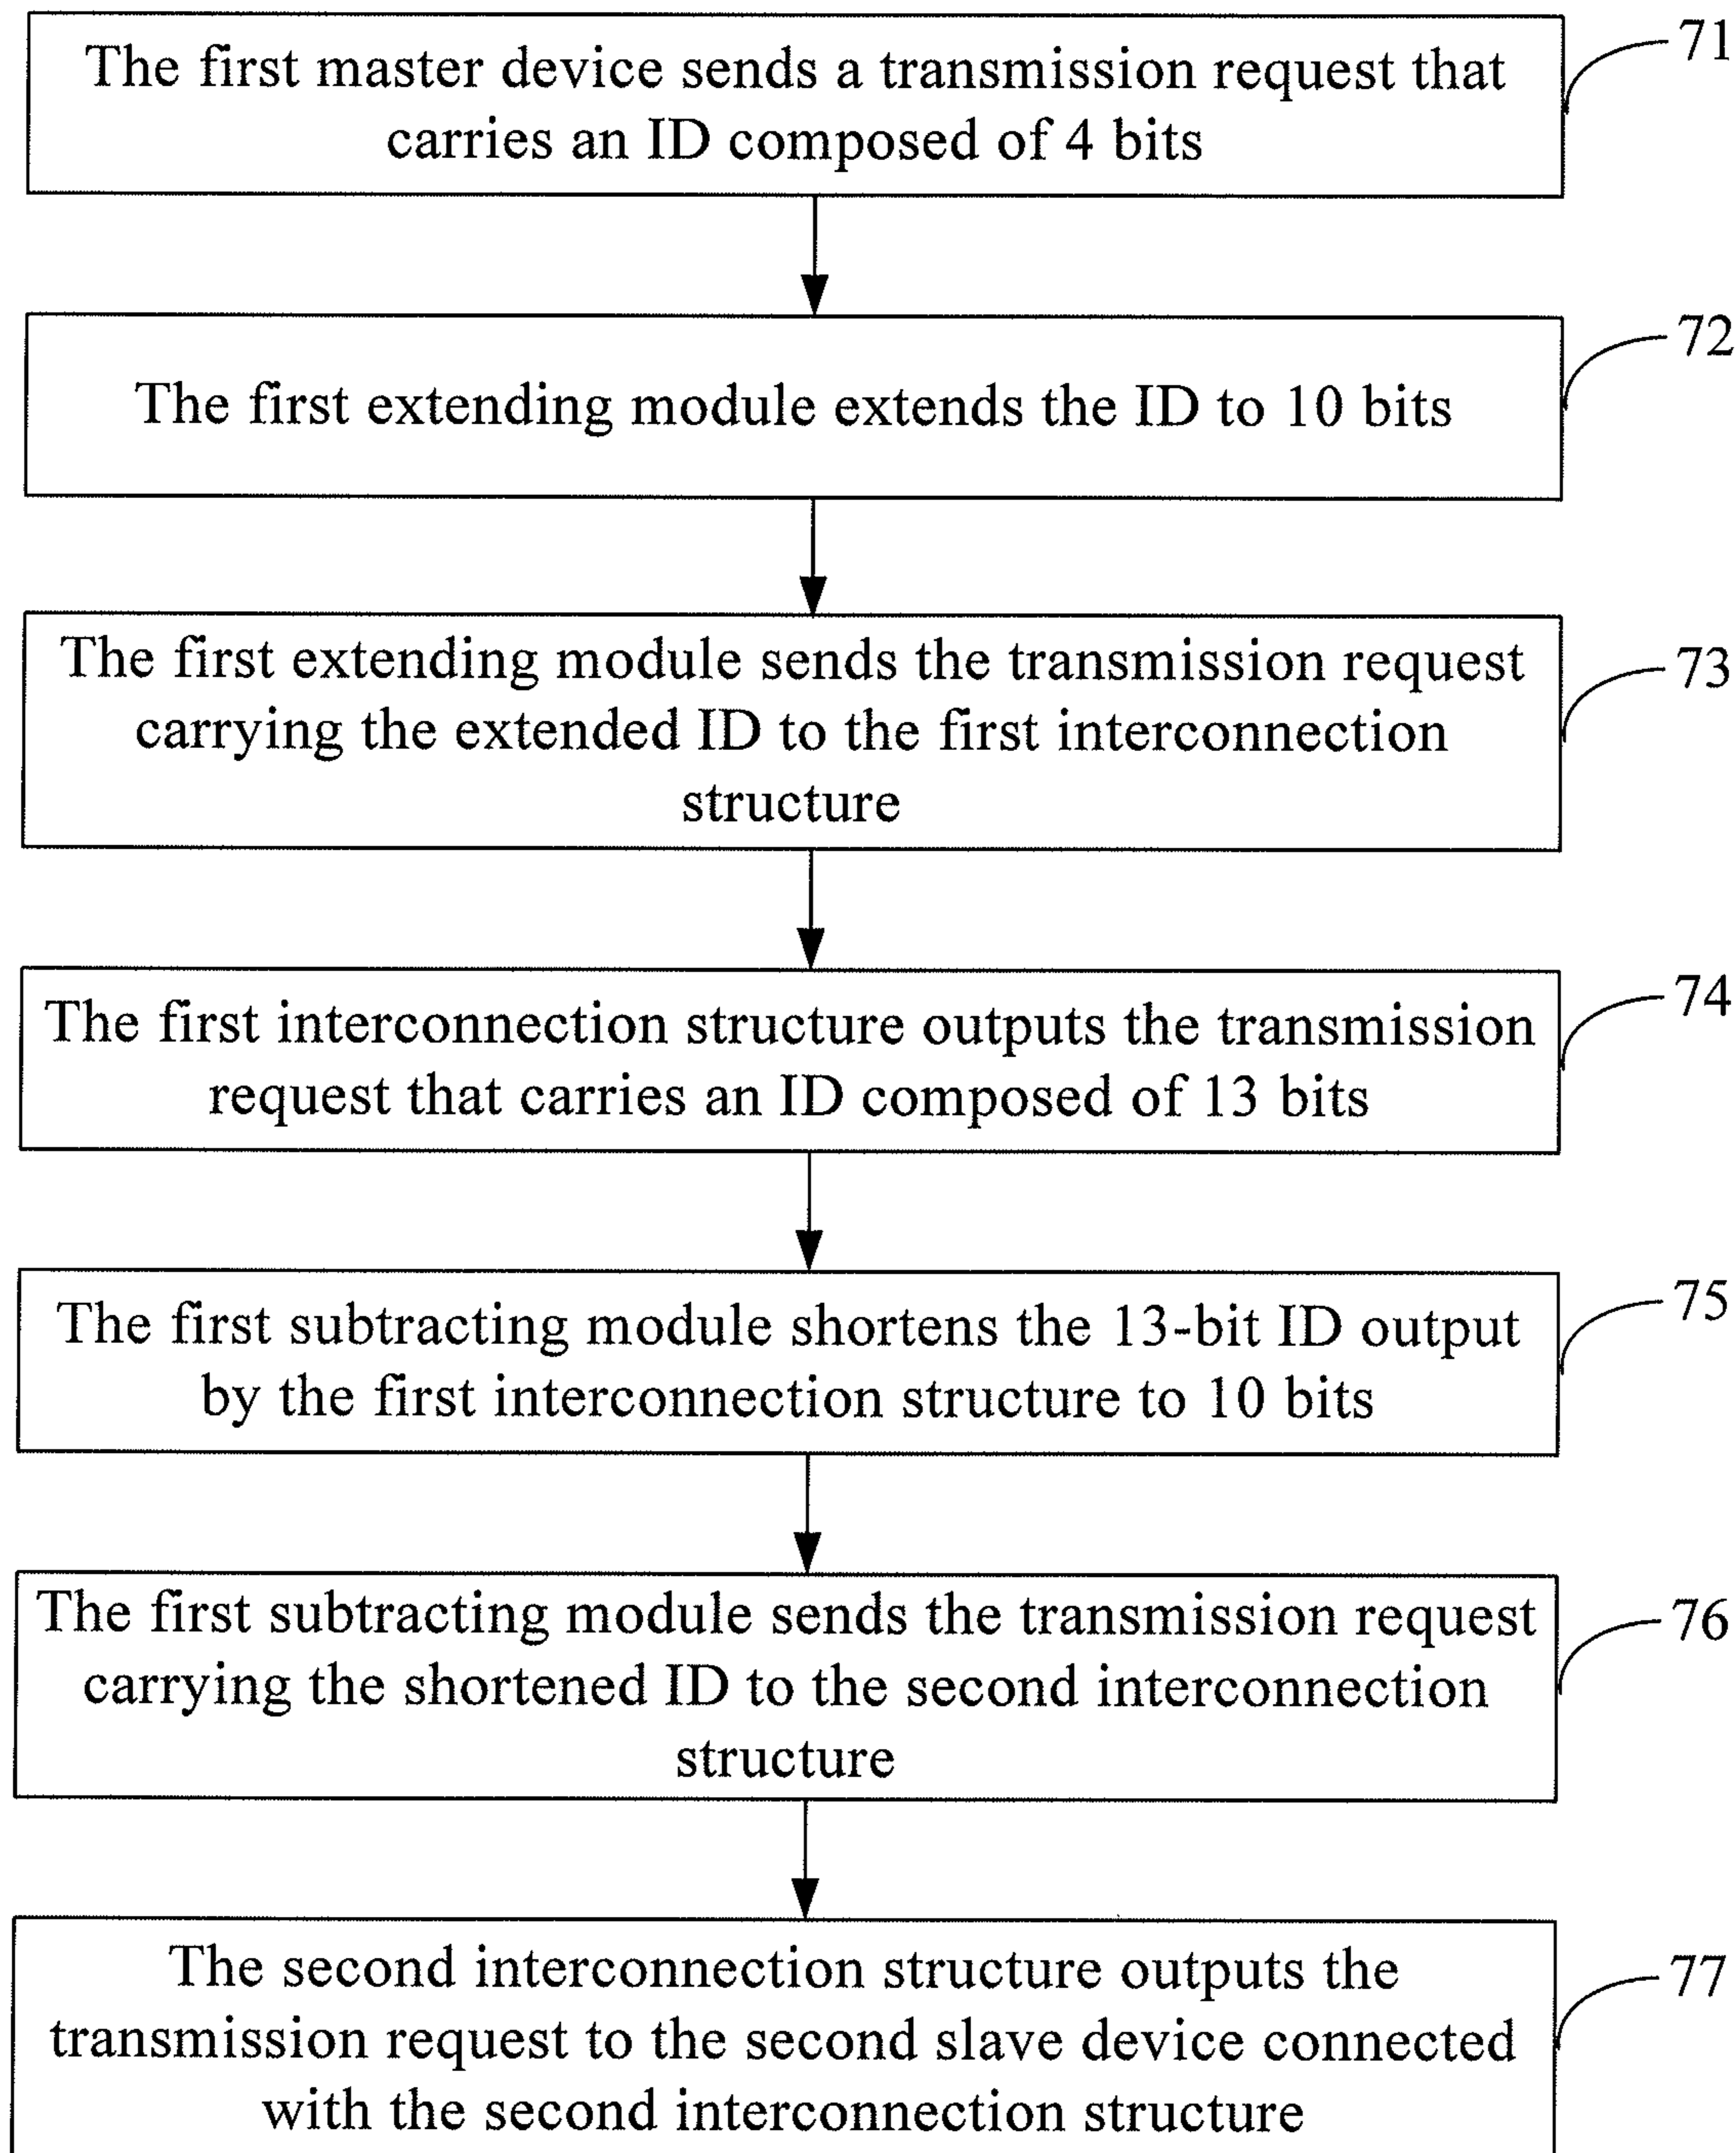 The first master device sends a transmission request that
carries an ID composed of 4 bits
71
The first extending module extends the ID to 10 bits
72
The first extending module sends the transmission request
carrying the extended ID to the first interconnection
structure
73
The first interconnection structure outputs the transmission
request that carries an ID composed of 13 bits
74
The first subtracting module shortens the 13-bit ID output
by the first interconnection structure to 10 bits
75
The first subtracting module sends the transmission request
carrying the shortened ID to the second interconnection
structure
76
The second interconnection structure outputs the
transmission request to the second slave device connected
with the second interconnection structure
77